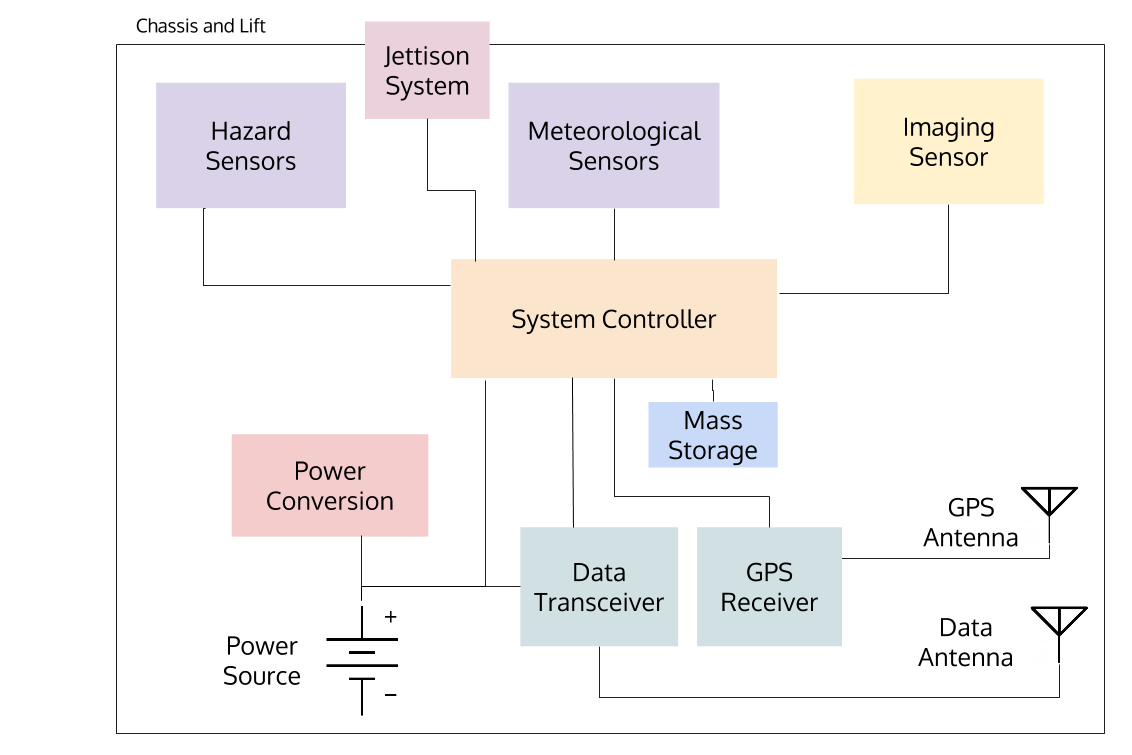 Chassis and Lift
Jettison
System
Hazard
Sensors
Meteorological
Sensors
Imaging
Sensor
System Controller
Mass
Storage
Power
Conversion
GPS
Antenna
Data
Transceiver
GPS
Receiver
+
Power
Source
−
Data
Antenna